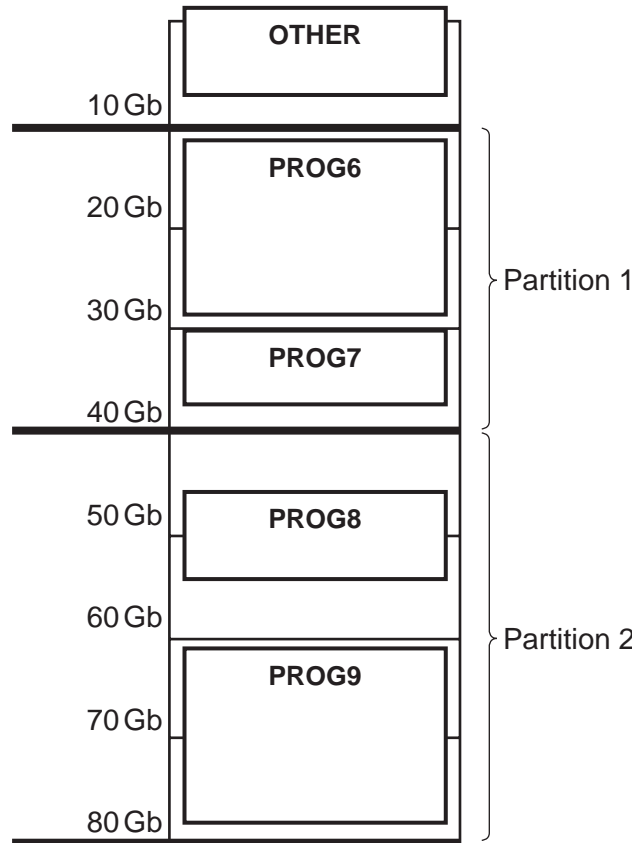 OTHER
10 Gb
PROG6
20 Gb
Partition 1
30 Gb
PROG7
40 Gb
50 Gb
PROG8
60 Gb
Partition 2
PROG9
70 Gb
80 Gb